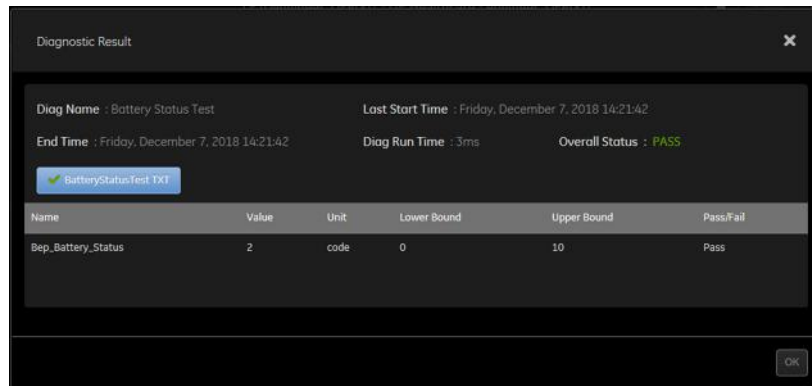 Diagnostic Result
Diag Name : Battery Status Test Last Start Time : Friday, December 7, 2018 14:21:42
End Time : Friday, December 7, 2018 14:21:42 Diag Run Time : 3ms Overall Status : PASS
BatteryStatusTest TXT
Name Value Unit Lower Bound Upper Bound Pass/Fail
Bep_Battery_Status 2 code 0 10 Pass
OK